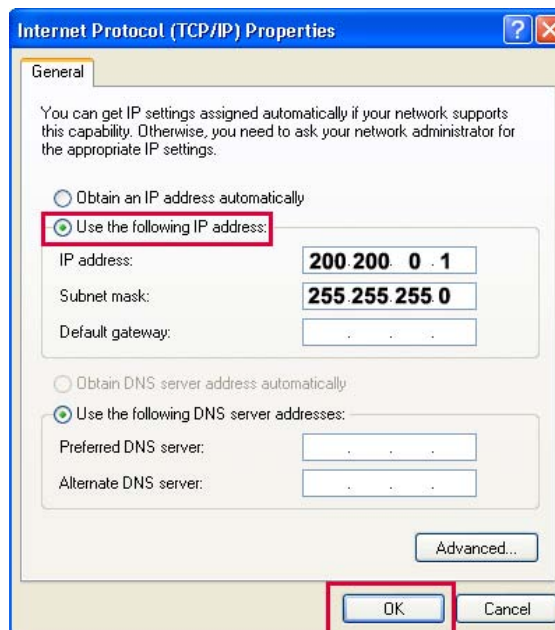 Internet Protocol (TCP/IP) Properties
General
You can get IP settings assigned automatically if your network supports
this capability. Otherwise, you need to ask your network administrator for
the appropriate IP settings.
Obtain an IP address automatically
Use the following IP address:
IP address: 200.200.0.1
Subnet mask: 255.255.255.0
Default gateway: . . .
Obtain DNS server address automatically
Use the following DNS server addresses:
Preferred DNS server: . . .
Alternate DNS server: . . .
Advanced...
OK Cancel